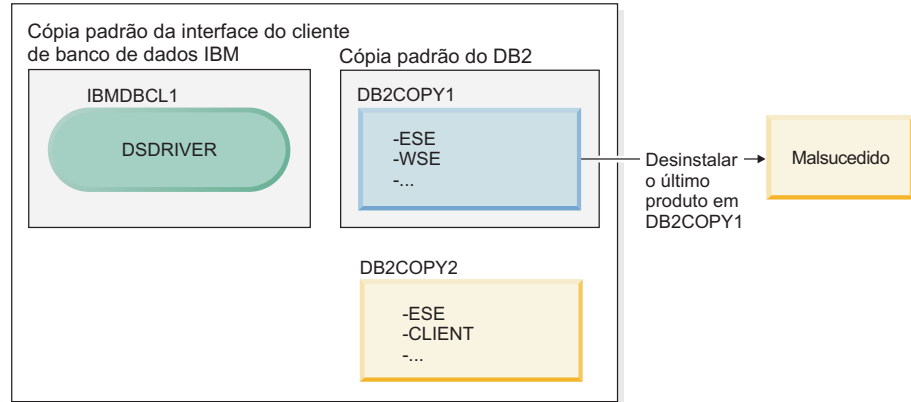 Cópia padrão da interface do cliente
de banco de dados IBM
IBMDBCL1
DSDRIVER
Cópia padrão do DB2
DB2COPY1
-ESE
-WSE
-...
Desinstalar
o último
produto em
DB2COPY1
Malsucedido
DB2COPY2
-ESE
-CLIENT
-...